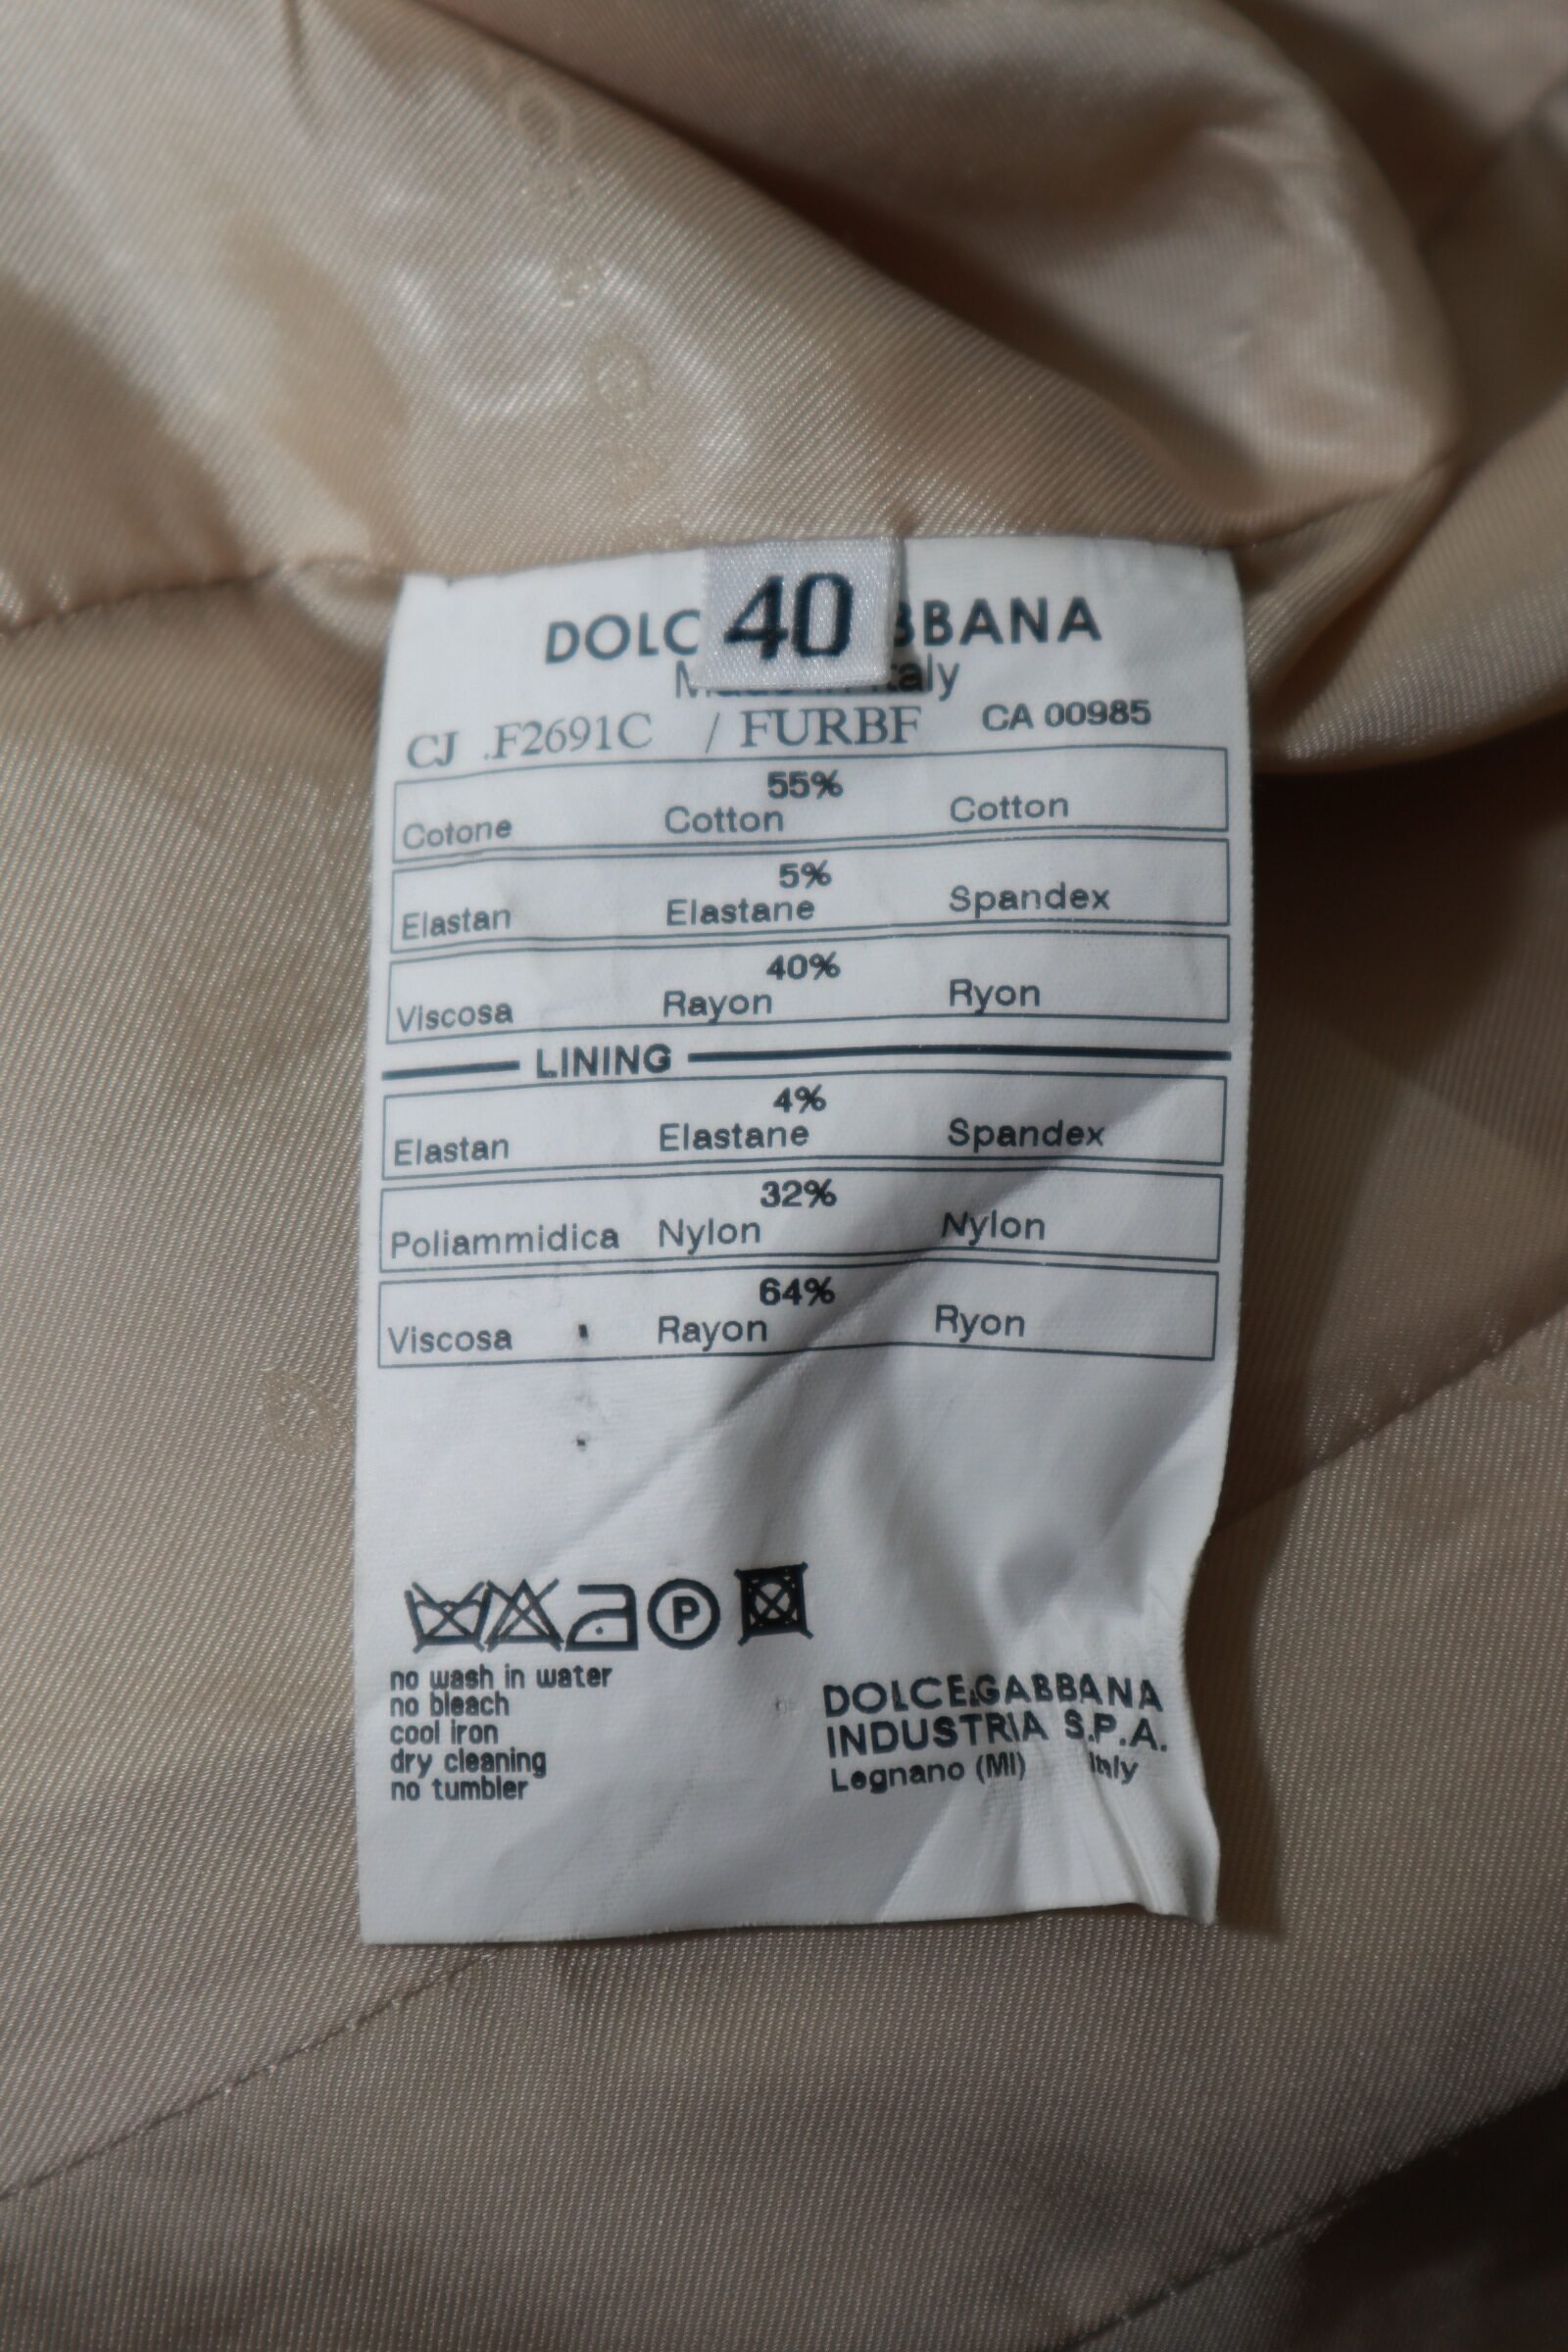 40
DOLC BBANA
CJ .F2691C / FURBF CA 00985
55%
Cotone Cotton Cotton
5%
Elastan Elastane Spandex
40%
Viscosa Rayon Ryon
LINING
4%
Elastan Elastane Spandex
32%
Poliammidica Nylon Nylon
64%
Viscosa Rayon Ryon
P
no wash in water
no bleach
cool iron
dry cleaning
no tumbler
DOLCE&GABBANA
INDUSTRIA S.P.A.
Legnano (MI) Italy